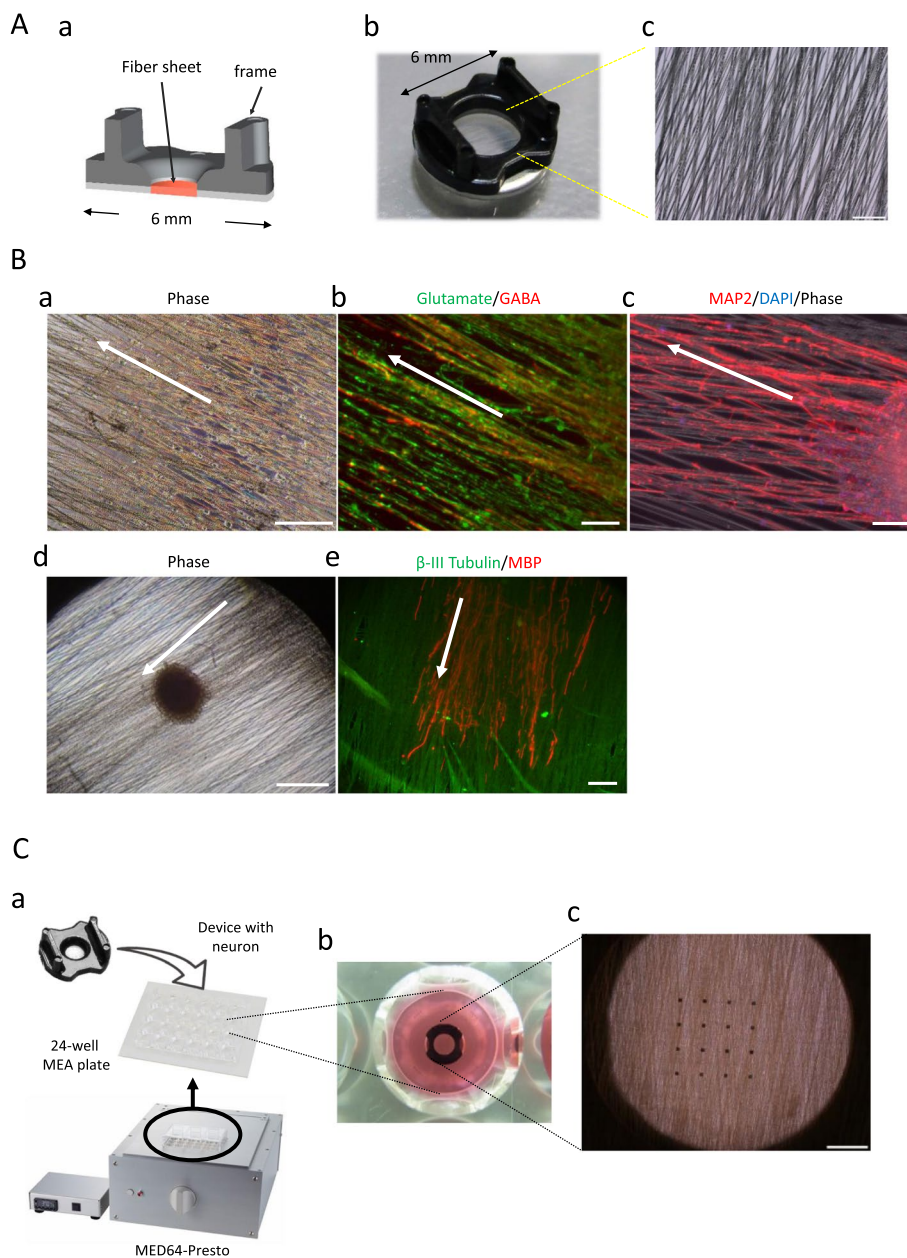 A
a
b
c
Fiber sheet
frame
6 mm
6 mm
B
a
Phase
b
Glutamate/GABA
c
MAP2/DAPI/Phase
d
Phase
e
β-III Tubulin/MBP
C
a
Device with
neuron
b
c
24-well
MEA plate
MED64-Presto